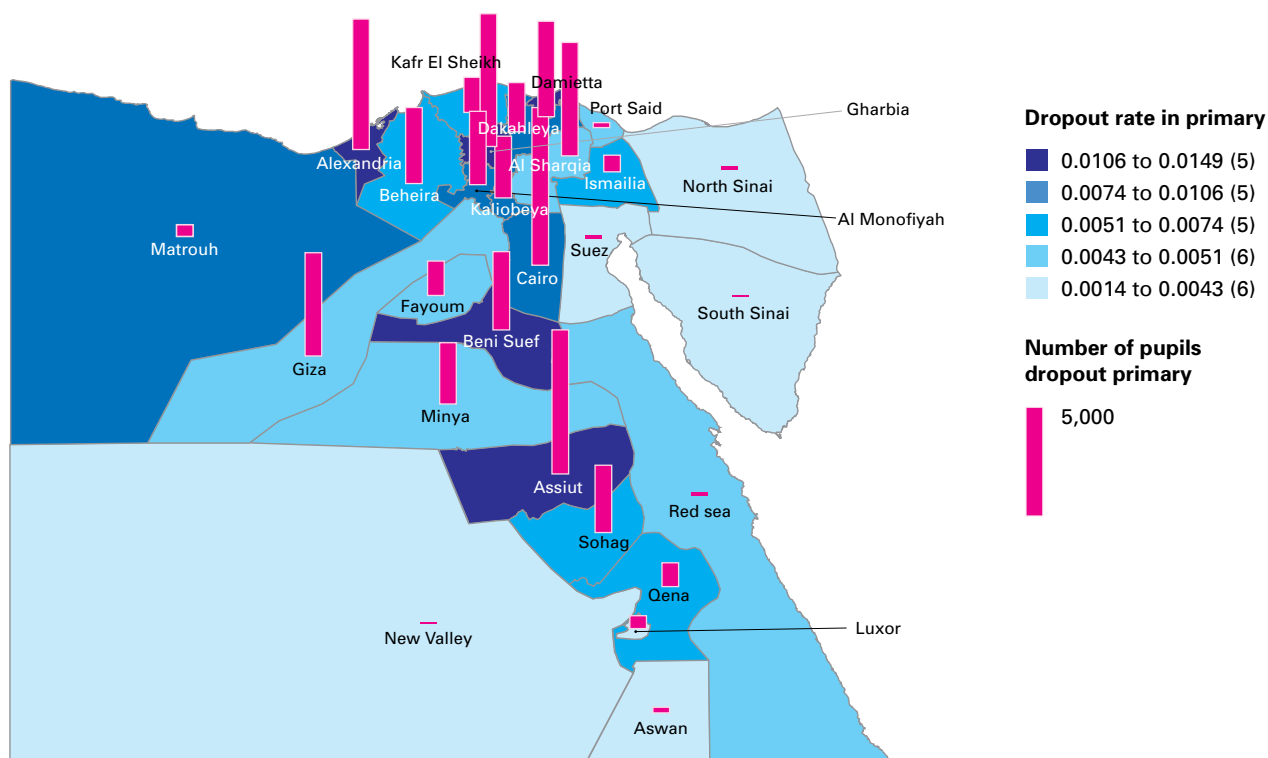 Kafr El Sheikh
Damietta
Port Said
Gharbia
Dakahleya
Alexandria
Al Sharqia
Ismailia
North Sinai
Beheira
Kaliobeya
Al Monofiyah
Matrouh
Suez
Cairo
Fayoum
South Sinai
Beni Suef
Giza
Minya
Assiut
Red sea
Sohag
Qena
New Valley
Luxor
Aswan
Dropout rate in primary
0.0106 to 0.0149 (5)
0.0074 to 0.0106 (5)
0.0051 to 0.0074 (5)
0.0043 to 0.0051 (6)
0.0014 to 0.0043 (6)
Number of pupils
dropout primary
5,000